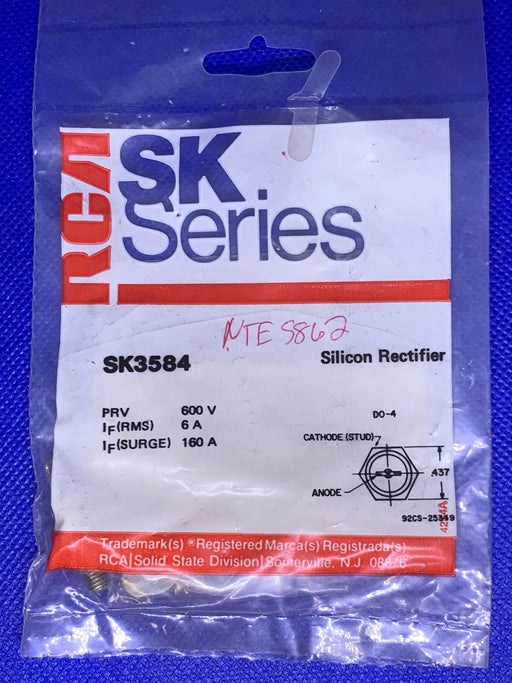 RCA
SK
Series
NTE 5862
SK3584
Silicon Rectifier
PRV 600 V
IF(RMS) 6 A
IF(SURGE) 160 A
DO-4
CATHODE (STUD)
.437
ANODE
92CS-25349
Trademark(s) ® Registered Marca(s) Registrada(s)
RCA|Solid State Division|Somerville, N.J. 08876